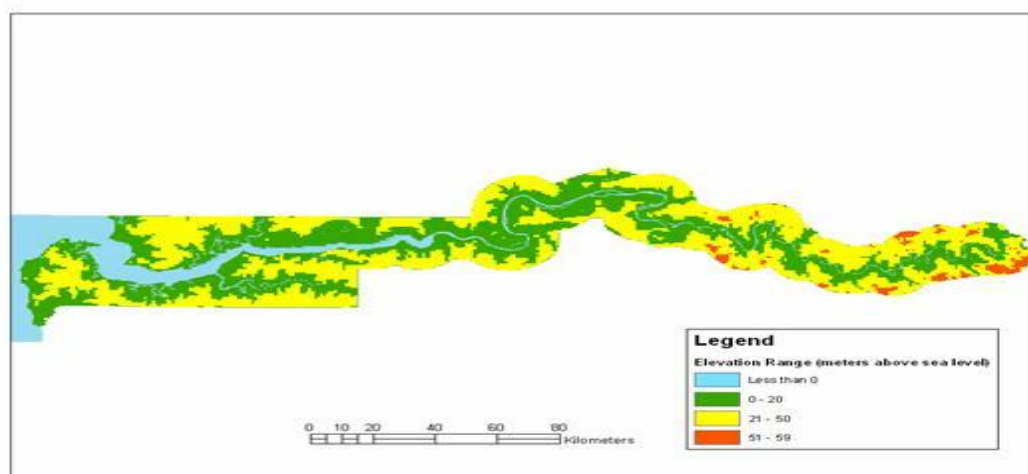 Legend
Elevation Range (meters above sea level)
Less than 0
0 - 20
21 - 50
51 - 59
0 10 20 40 60 80
Kilometers